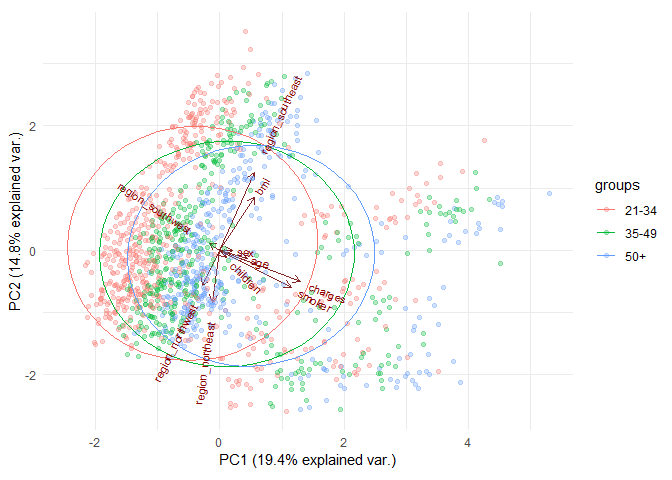 region_southeast
2
bmi
region_southwest
groups
21-34
35-49
50+
PC2 (14.8% explained var.)
0
age
children
charges
smoker
region_northwest
region_northeast
-2
-2
0
2
4
PC1 (19.4% explained var.)